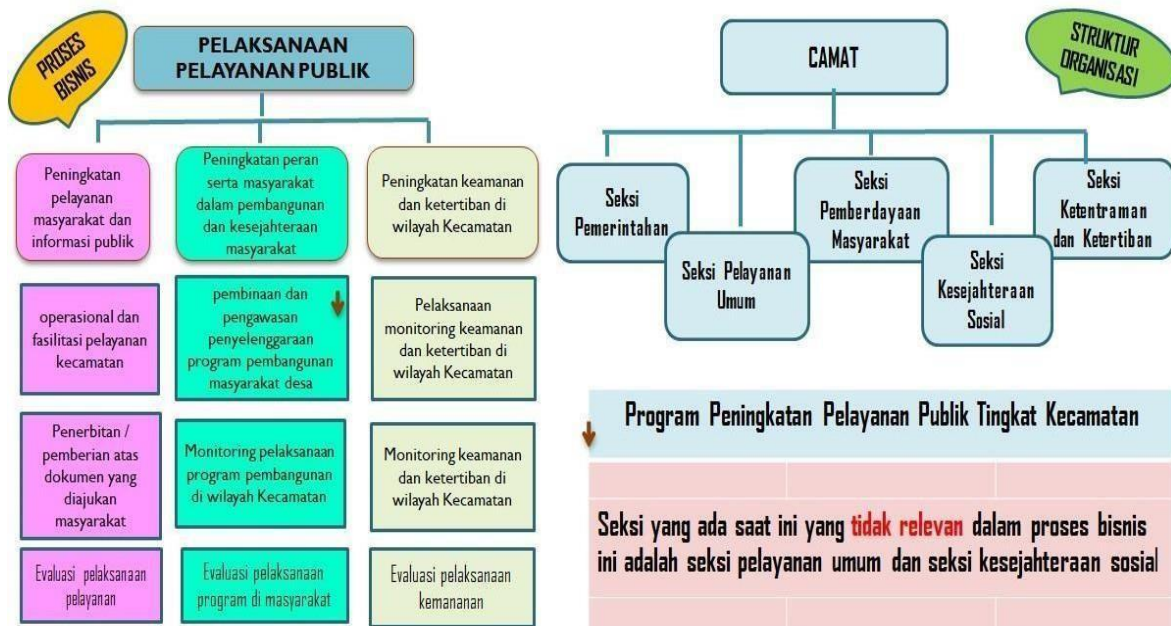 PROSES
BISNIS
PELAKSANAAN
PELAYANAN PUBLIK
Peningkatan
pelayanan
masyarakat dan
informasi publik
Peningkatan peran
serta masyarakat
dalam pembangunan
dan kesejahteraan
masyarakat
Peningkatan keamanan
dan ketertiban di
wilayah Kecamatan
operasional dan
fasilitasi pelayanan
kecamatan
pembinaan dan
pengawasan
penyelenggaraan
program pembangunan
masyarakat desa
Pelaksanaan
monitoring keamanan
dan ketertiban di
wilayah Kecamatan
Penerbitan /
pemberian atas
dokumen yang
diajukan
masyarakat
Monitoring pelaksanaan
program pembangunan
di wilayah Kecamatan
Monitoring keamanan
dan ketertiban di
wilayah Kecamatan
Evaluasi pelaksanaan
pelayanan
Evaluasi pelaksanaan
program di masyarakat
Evaluasi pelaksanaan
kemananan
STRUKTUR
ORGANISASI
CAMAT
Seksi
Pemerintahan
Seksi Pelayanan
Umum
Seksi
Pemberdayaan
Masyarakat
Seksi
Kesejahteraan
Sosial
Seksi
Ketentraman
dan Ketertiban
Program Peningkatan Pelayanan Publik Tingkat Kecamatan
Seksi yang ada saat ini yang tidak relevan dalam proses bisnis
ini adalah seksi pelayanan umum dan seksi kesejahteraan sosial